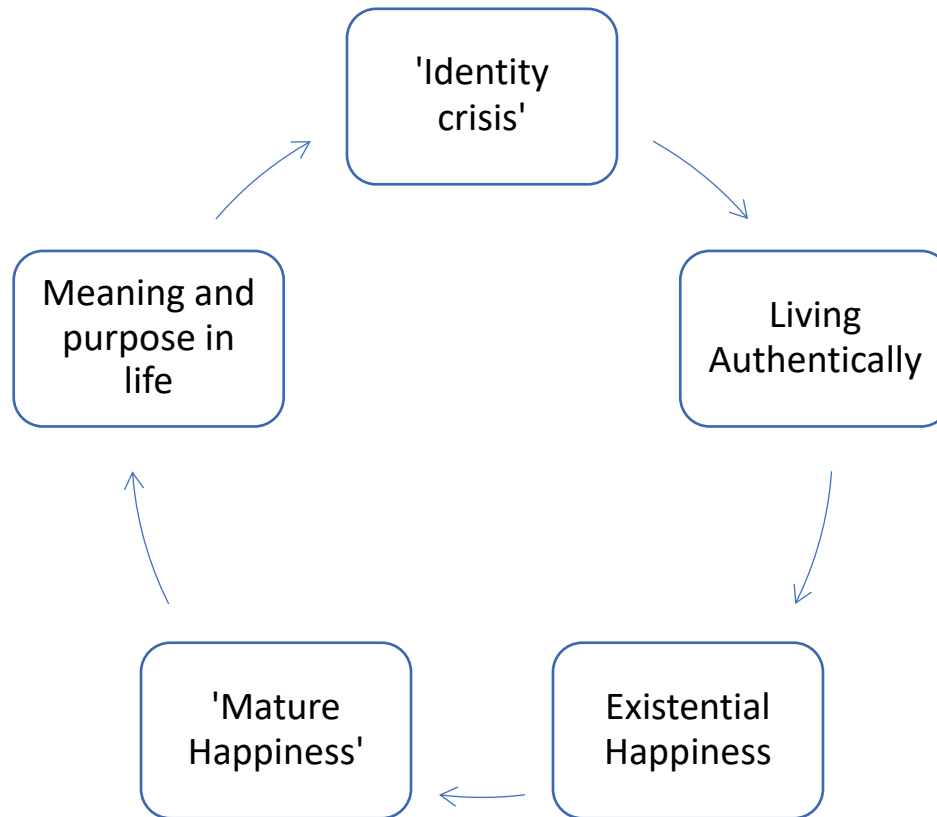 'Identity
crisis'
Living
Authentically
Existential
Happiness
'Mature
Happiness'
Meaning and
purpose in
life